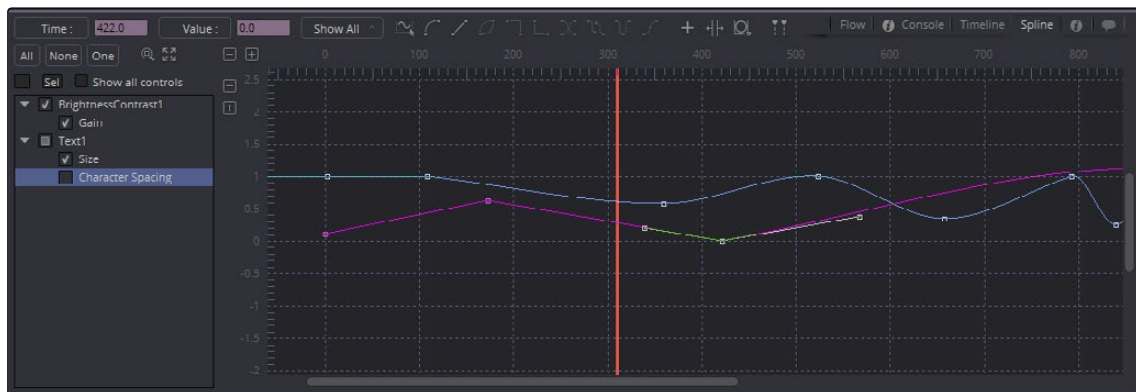 Time : 422.0 Value : 0.0 Show All Flow Console Timeline Spline
All None One
0 100 200 300 400 500 600 700 800
Sel Show all controls
BrightnessContrast1
Gain
Text1
Size
Character Spacing
2.5
2
1.5
1
0.5
0
-0.5
-1
-1.5
-2